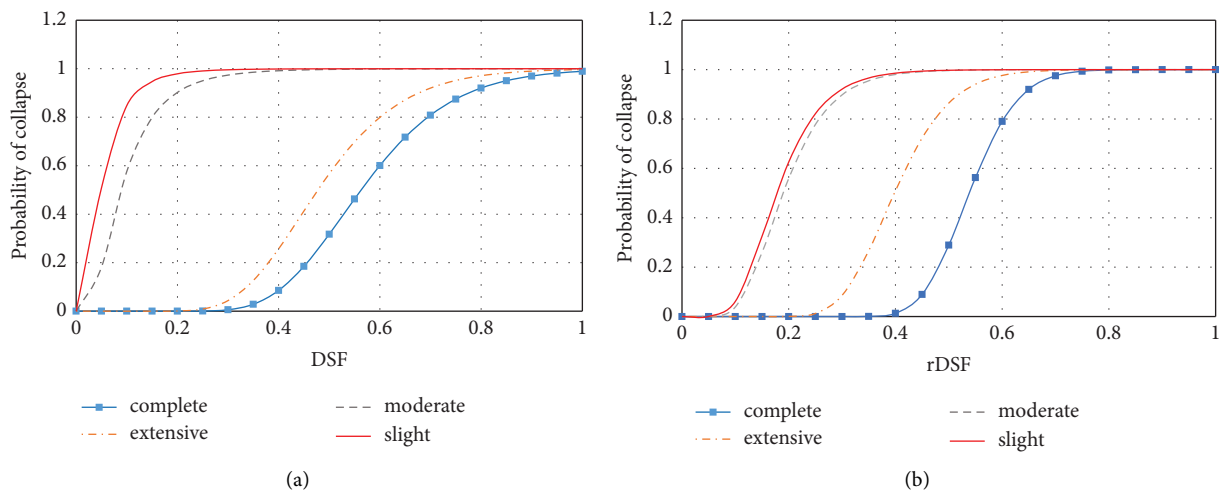 1.2
1
0.8
0.6
0.4
0.2
0
Probability of collapse
0 0.2 0.4 0.6 0.8 1
DSF
complete moderate
extensive slight
(a)
1.2
1
0.8
0.6
0.4
0.2
0
Probability of collapse
0 0.2 0.4 0.6 0.8 1
rDSF
complete moderate
extensive slight
(b)